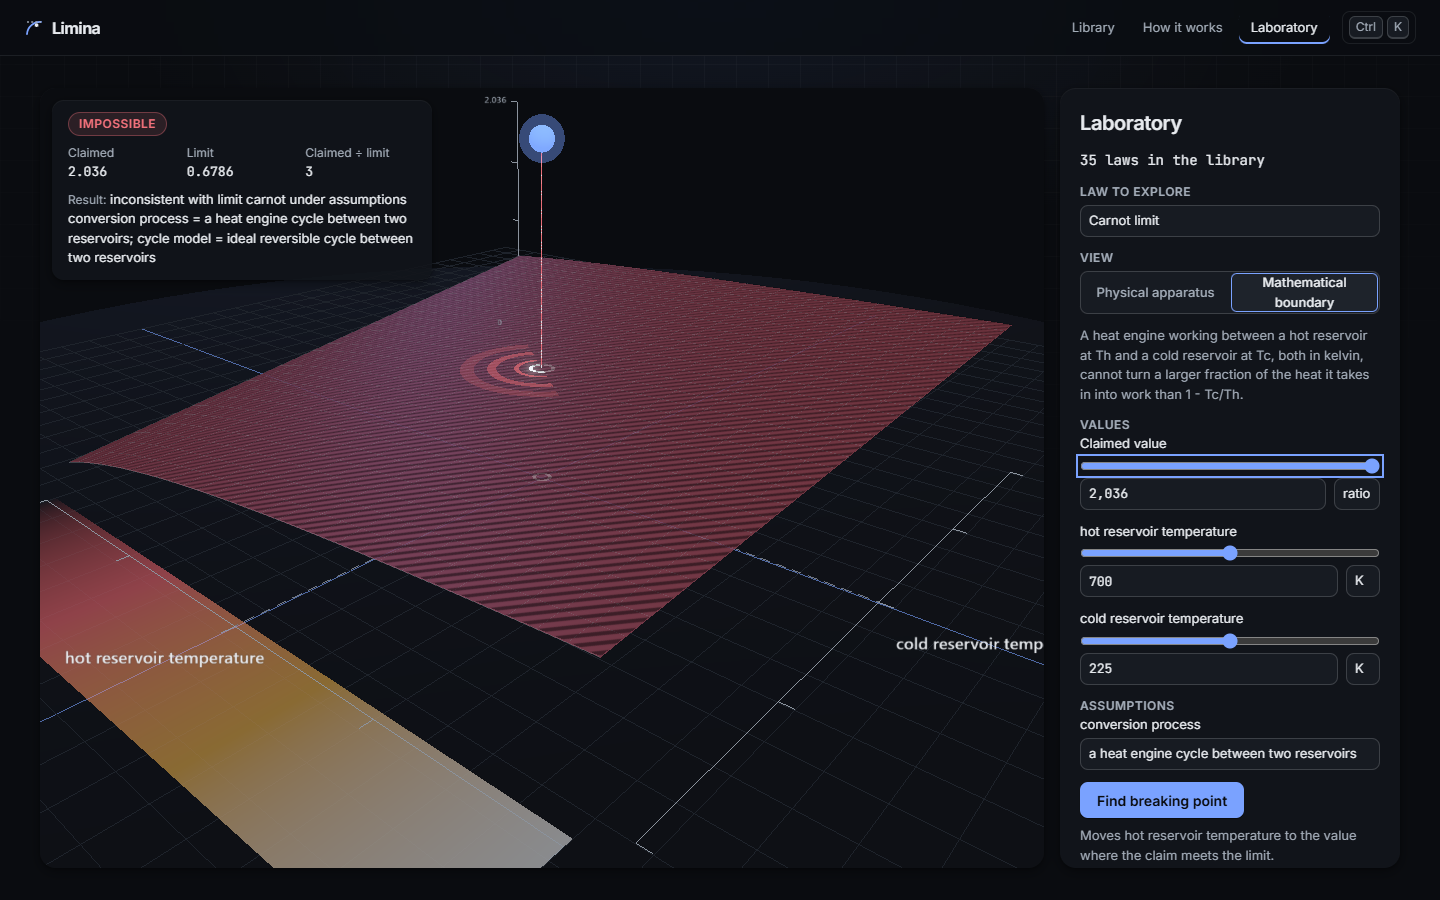 Limina
Library
How it works
Laboratory
Ctrl
K
IMPOSSIBLE
Claimed
Limit
Claimed ÷ limit
2.036
0.6786
3
Result: inconsistent with limit carnot under assumptions
conversion process = a heat engine cycle between two
reservoirs; cycle model = ideal reversible cycle between
two reservoirs
2.036
0
hot reservoir temperature
cold reservoir temp
Laboratory
35 laws in the library
LAW TO EXPLORE
Carnot limit
VIEW
Physical apparatus
Mathematical
boundary
A heat engine working between a hot reservoir
at Th and a cold reservoir at Tc, both in kelvin,
cannot turn a larger fraction of the heat it takes
in into work than 1 - Tc/Th.
VALUES
Claimed value
2,036
ratio
hot reservoir temperature
700
K
cold reservoir temperature
225
K
ASSUMPTIONS
conversion process
a heat engine cycle between two reservoirs
Find breaking point
Moves hot reservoir temperature to the value
where the claim meets the limit.